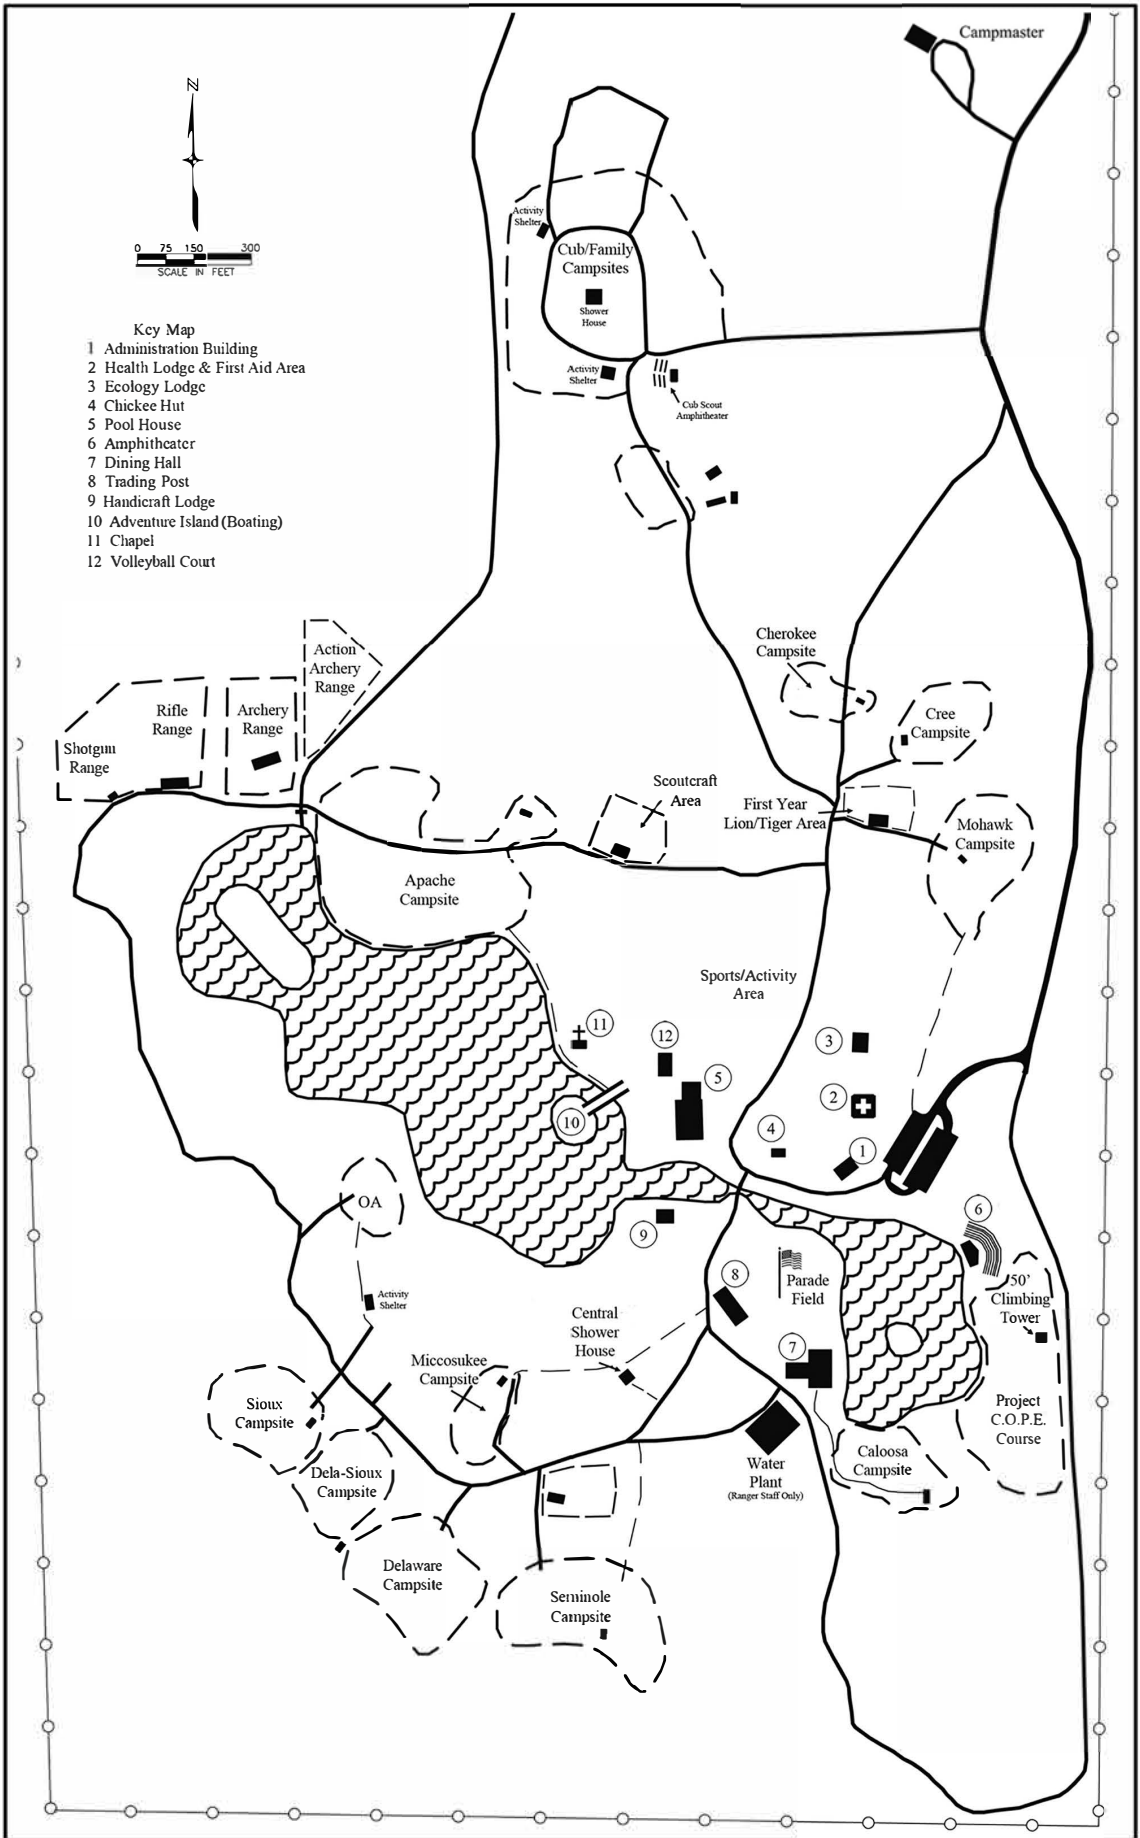 Campmaster
N
0 75 150 300
SCALE IN FEET
Activity
Shelter
Cub/Family
Campsites
Shower
House
Activity
Shelter
Cub Scout
Amphitheater
Key Map
1 Administration Building
2 Health Lodge & First Aid Area
3 Ecology Lodge
4 Chickee Hut
5 Pool House
6 Amphitheater
7 Dining Hall
8 Trading Post
9 Handicraft Lodge
10 Adventure Island (Boating)
11 Chapel
12 Volleyball Court
Action
Archery
Range
Rifle
Range
Archery
Range
Shotgun
Range
Cherokee
Campsite
Cree
Campsite
Scoutcraft
Area
First Year
Lion/Tiger Area
Mohawk
Campsite
Apache
Campsite
Sports/Activity
Area
11
12
3
5
2
10
4
1
OA
9
6
8
Parade
Field
50'
Climbing
Tower
Activity
Shelter
Central
Shower
House
7
Miccosukee
Campsite
Sioux
Campsite
Project
C.O.P.E.
Course
Dela-Sioux
Campsite
Water
Plant
(Ranger Staff Only)
Caloosa
Campsite
Delaware
Campsite
Seminole
Campsite